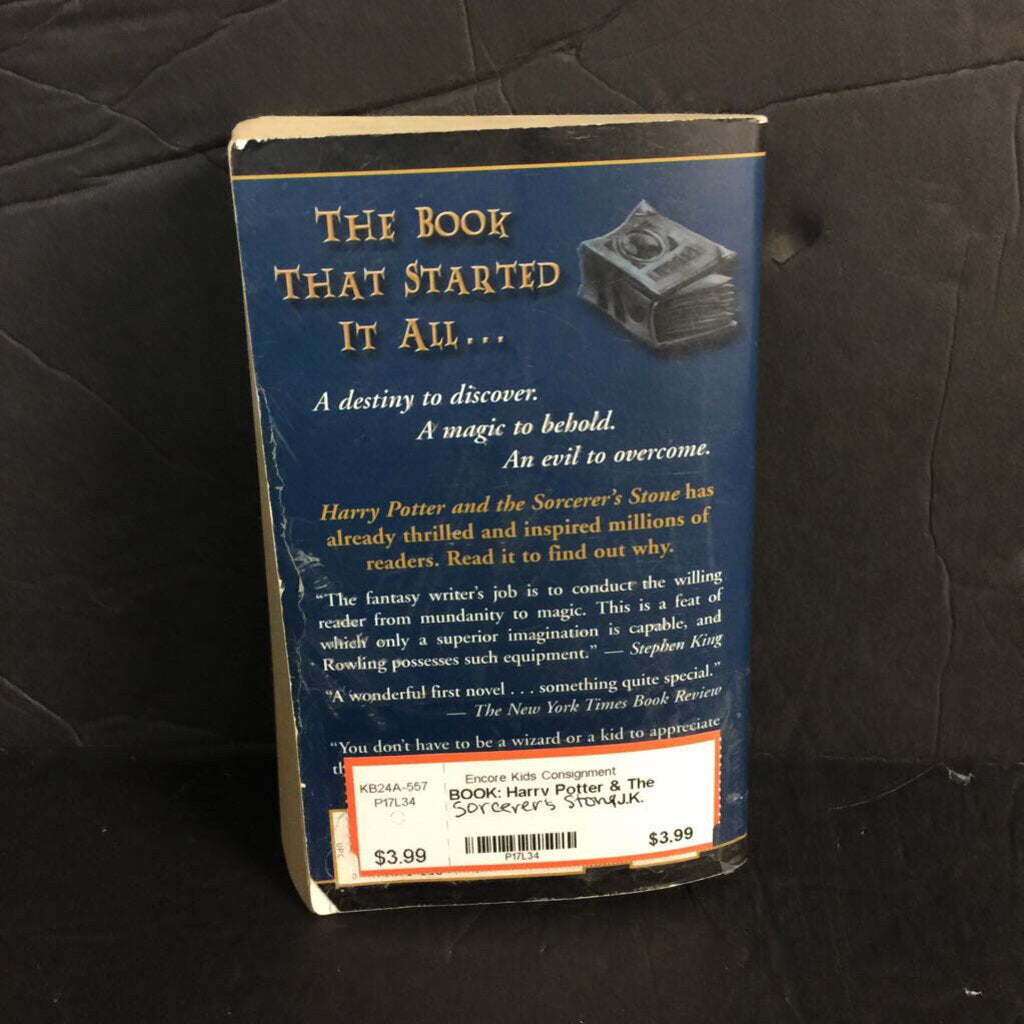 THE BOOK
THAT STARTED
IT ALL...
A destiny to discover.
A magic to behold.
An evil to overcome.
Harry Potter and the Sorcerer's Stone has
already thrilled and inspired millions of
readers. Read it to find out why.
"The fantasy writer's job is to conduct the willing
reader from mundanity to magic. This is a feat of
which only a superior imagination is capable, and
Rowling possesses such equipment." — Stephen King
"A wonderful first novel . . . something quite special."
— The New York Times Book Review
"You don't have to be a wizard or a kid to appreciate
KB24A-557
P17L34
$3.99
Encore Kids Consignment
BOOK: Harry Potter & The
Sorcerer's Stone J.K.
P17L34
$3.99
UPC